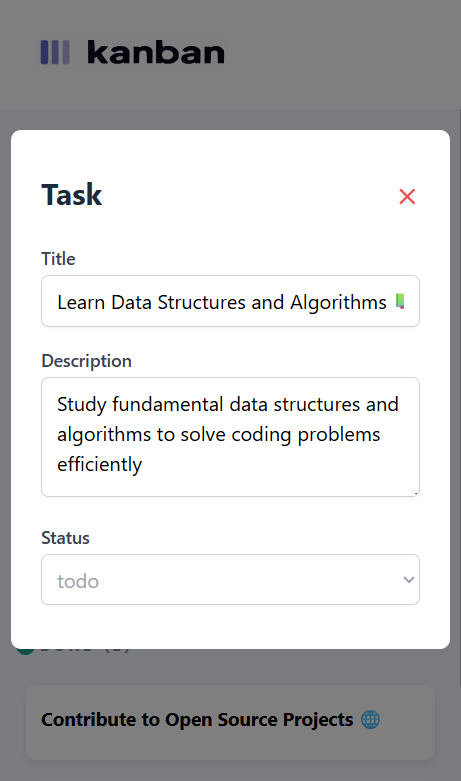 kanban
Task
Title
Learn Data Structures and Algorithms
Description
Study fundamental data structures and
algorithms to solve coding problems
efficiently
Status
todo
Contribute to Open Source Projects 🌐